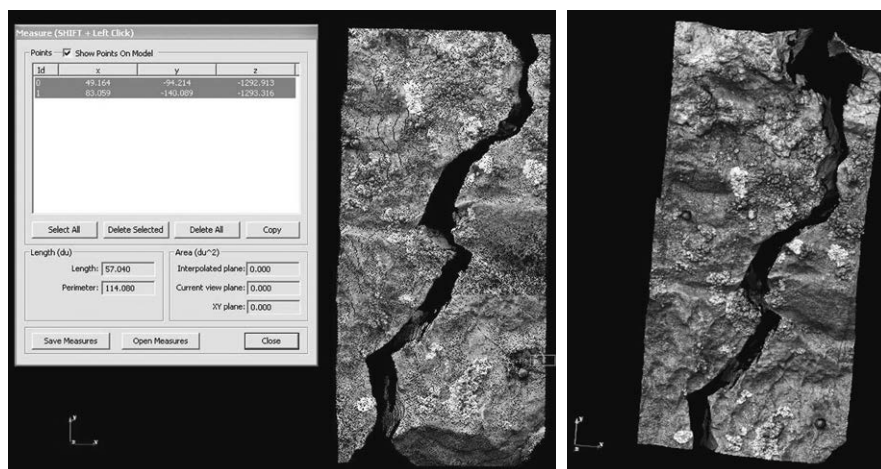 Measure (SHIFT + Left Click)
Points Show Points On Model
Id x y z
0 49.164 -94.214 -1292.913
1 83.059 -140.089 -1293.316
Select All Delete Selected Delete All Copy
Length (du) Area (du^2)
Length: 57.040 Interpolated plane: 0.000
Perimeter: 114.080 Current view plane: 0.000
XY plane: 0.000
Save Measures Open Measures Close